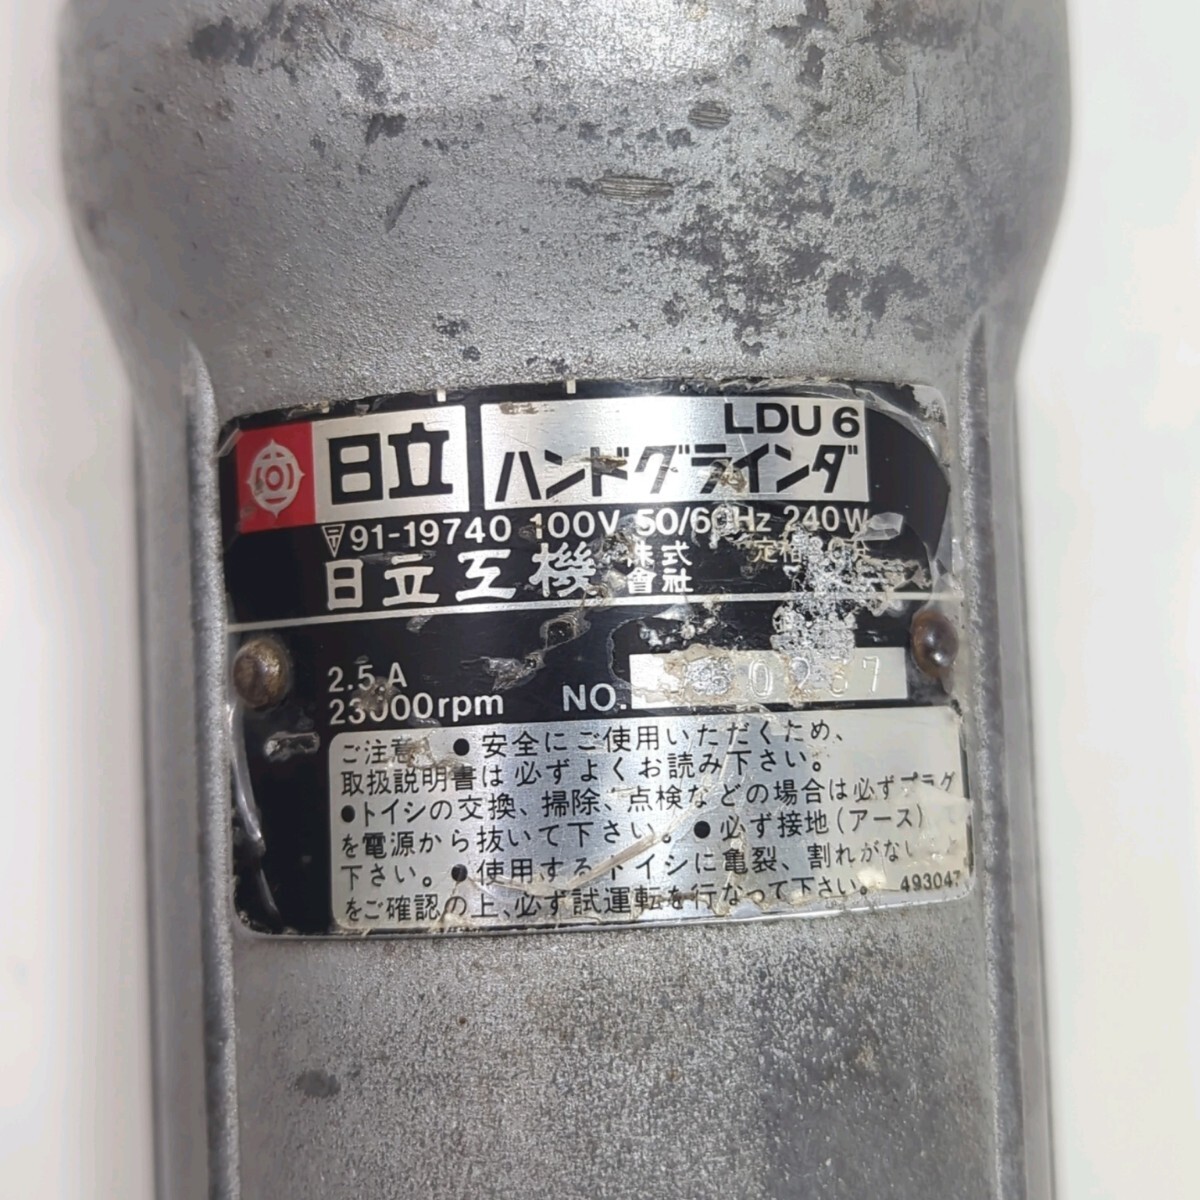 日立
LDU 6
ハンドグラインダ
〒91-19740 100V 50/60Hz 240W
日立工機 株式會社 定格
2.5 A
23000rpm
NO.
ご注意 ●安全にご使用いただくため、
取扱説明書は必ずよくお読み下さい。
●トイシの交換、掃除、点検などの場合は必ずプラグ
を電源から抜いて下さい。●必ず接地(アース)
下さい。●使用するトイシに亀裂、割れがな
をご確認の上、必ず試運転を行なって下さい。 493047